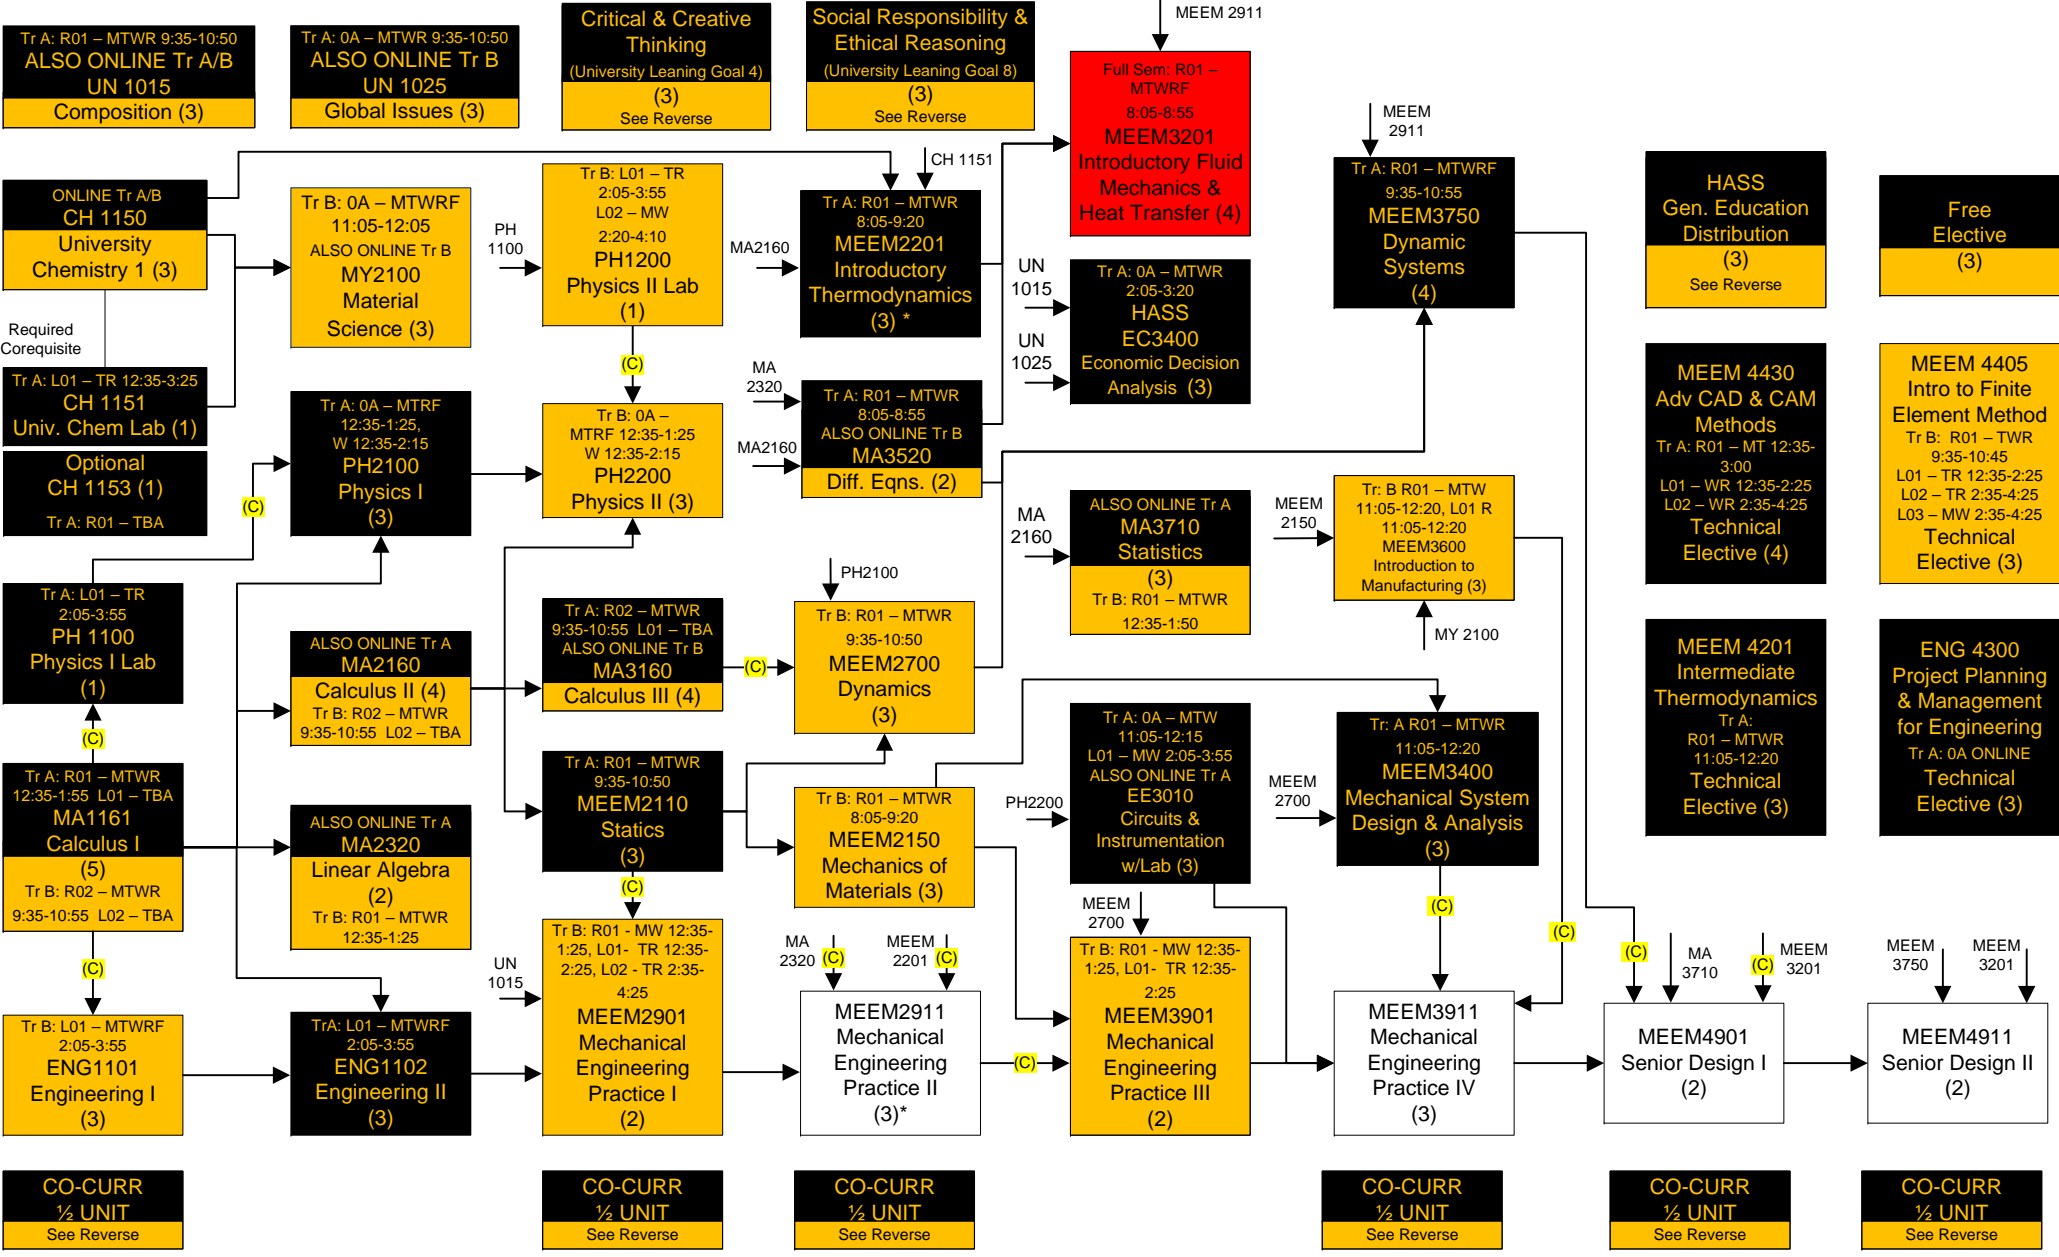 Tr A: R01 – MTWR 9:35-10:50
ALSO ONLINE Tr A/B
UN 1015
Composition (3)
Tr A: 0A – MTWR 9:35-10:50
ALSO ONLINE Tr B
UN 1025
Global Issues (3)
Critical & Creative
Thinking
(University Leaning Goal 4)
(3)
See Reverse
Social Responsibility &
Ethical Reasoning
(University Leaning Goal 8)
(3)
See Reverse
MEEM 2911
Full Sem: R01 –
MTWRF
8:05-8:55
MEEM3201
Introductory Fluid
Mechanics &
Heat Transfer (4)
MEEM
2911
Tr A: R01 – MTWRF
9:35-10:55
MEEM3750
Dynamic
Systems
(4)
HASS
Gen. Education
Distribution
(3)
See Reverse
Free
Elective
(3)
ONLINE Tr A/B
CH 1150
University
Chemistry 1 (3)
Required
Corequisite
Tr A: L01 – TR 12:35-3:25
CH 1151
Univ. Chem Lab (1)
Optional
CH 1153 (1)
Tr A: R01 – TBA
Tr B: 0A – MTWRF
11:05-12:05
ALSO ONLINE Tr B
MY2100
Material
Science (3)
PH
1100
Tr B: L01 – TR
2:05-3:55
L02 – MW
2:20-4:10
PH1200
Physics II Lab
(1)
(C)
CH 1151
MA2160
Tr A: R01 – MTWR
8:05-9:20
MEEM2201
Introductory
Thermodynamics
(3) *
UN
1015
UN
1025
Tr A: 0A – MTWR
2:05-3:20
HASS
EC3400
Economic Decision
Analysis (3)
Tr A: 0A – MTRF
12:35-1:25,
W 12:35-2:15
PH2100
Physics I
(3)
(C)
Tr B: 0A –
MTRF 12:35-1:25
W 12:35-2:15
PH2200
Physics II (3)
MA
2320
MA2160
Tr A: R01 – MTWR
8:05-8:55
ALSO ONLINE Tr B
MA3520
Diff. Eqns. (2)
MEEM 4430
Adv CAD & CAM
Methods
Tr A: R01 – MT 12:35-
3:00
L01 – WR 12:35-2:25
L02 – WR 2:35-4:25
Technical
Elective (4)
MEEM 4405
Intro to Finite
Element Method
Tr B: R01 – TWR
9:35-10:45
L01 – TR 12:35-2:25
L02 – TR 2:35-4:25
L03 – MW 2:35-4:25
Technical
Elective (3)
MA
2160
ALSO ONLINE Tr A
MA3710
Statistics
(3)
Tr B: R01 – MTWR
12:35-1:50
MEEM
2150
Tr: B R01 – MTW
11:05-12:20, L01 R
11:05-12:20
MEEM3600
Introduction to
Manufacturing (3)
MY 2100
Tr A: L01 – TR
2:05-3:55
PH 1100
Physics I Lab
(1)
(C)
ALSO ONLINE Tr A
MA2160
Calculus II (4)
Tr B: R02 – MTWR
9:35-10:55 L02 – TBA
Tr A: R02 – MTWR
9:35-10:55 L01 – TBA
ALSO ONLINE Tr B
MA3160
Calculus III (4)
(C)
PH2100
Tr B: R01 – MTWR
9:35-10:50
MEEM2700
Dynamics
(3)
MEEM 4201
Intermediate
Thermodynamics
Tr A:
R01 – MTWR
11:05-12:20
Technical
Elective (3)
ENG 4300
Project Planning
& Management
for Engineering
Tr A: 0A ONLINE
Technical
Elective (3)
Tr A: R01 – MTWR
12:35-1:55 L01 – TBA
MA1161
Calculus I
(5)
Tr B: R02 – MTWR
9:35-10:55 L02 – TBA
(C)
ALSO ONLINE Tr A
MA2320
Linear Algebra
(2)
Tr B: R01 – MTWR
12:35-1:25
Tr A: R01 – MTWR
9:35-10:50
MEEM2110
Statics
(3)
(C)
Tr B: R01 – MTWR
8:05-9:20
MEEM2150
Mechanics of
Materials (3)
PH2200
Tr A: 0A – MTW
11:05-12:15
L01 – MW 2:05-3:55
ALSO ONLINE Tr A
EE3010
Circuits &
Instrumentation
w/Lab (3)
MEEM
2700
Tr: A R01 – MTWR
11:05-12:20
MEEM3400
Mechanical System
Design & Analysis
(3)
(C)
(C)
Tr B: L01 – MTWRF
2:05-3:55
ENG1101
Engineering I
(3)
TrA: L01 – MTWRF
2:05-3:55
ENG1102
Engineering II
(3)
UN
1015
Tr B: R01 - MW 12:35-
1:25, L01- TR 12:35-
2:25, L02 - TR 2:35-
4:25
MEEM2901
Mechanical
Engineering
Practice I
(2)
MA
2320
(C)
MEEM
2201
(C)
MEEM2911
Mechanical
Engineering
Practice II
(3)*
(C)
MEEM
2700
Tr B: R01 - MW 12:35-
1:25, L01- TR 12:35-
2:25
MEEM3901
Mechanical
Engineering
Practice III
(2)
MEEM3911
Mechanical
Engineering
Practice IV
(3)
(C)
MA
3710
(C)
MEEM
3201
MEEM4901
Senior Design I
(2)
MEEM
3750
MEEM
3201
MEEM4911
Senior Design II
(2)
CO-CURR
½ UNIT
See Reverse
CO-CURR
½ UNIT
See Reverse
CO-CURR
½ UNIT
See Reverse
CO-CURR
½ UNIT
See Reverse
CO-CURR
½ UNIT
See Reverse
CO-CURR
½ UNIT
See Reverse